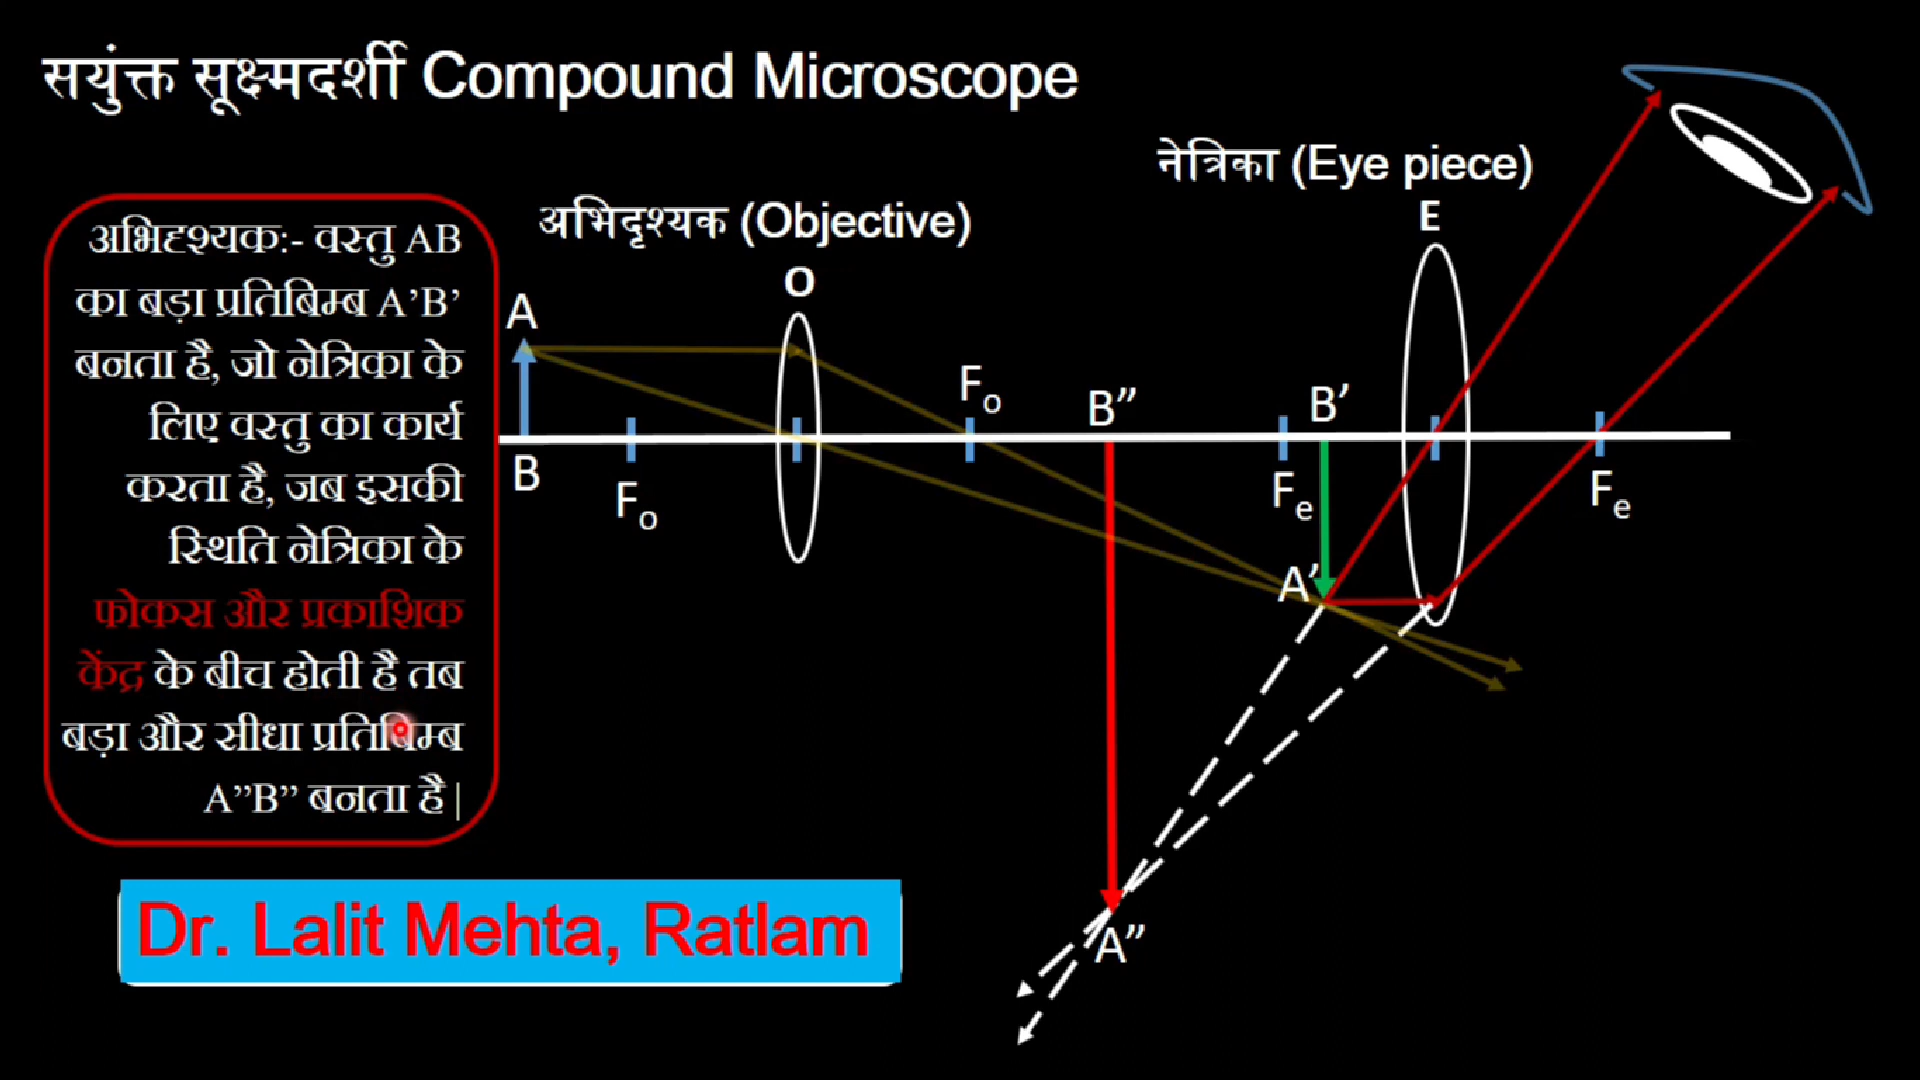 सयुंक्त सूक्ष्मदर्शी Compound Microscope
नेत्रिका (Eye piece)
E
अभिदृश्यक (Objective)
O
अभिदृश्यकः- वस्तु AB
का बड़ा प्रतिबिम्ब A’B’
बनता है, जो नेत्रिका के
लिए वस्तु का कार्य
करता है, जब इसकी
स्थिति नेत्रिका के
फोकस और प्रकाशिक
केंद्र के बीच होती है तब
बड़ा और सीधा प्रतिबिम्ब
A”B” बनता है|
A
B
Fo
Fo
B”
B’
Fe
Fe
A’
A”
Dr. Lalit Mehta, Ratlam